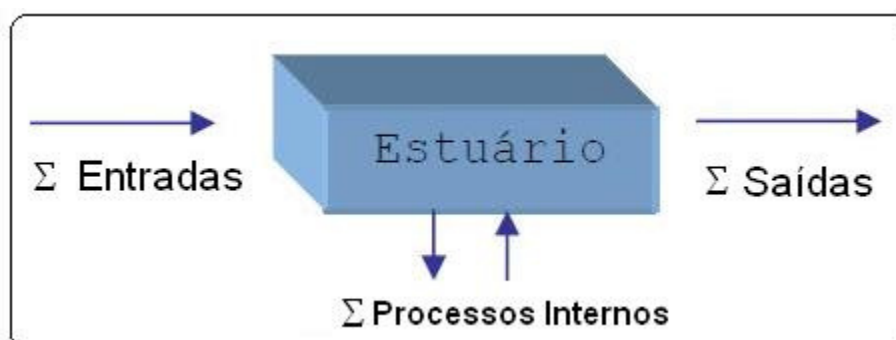 Estuário
Σ Entradas
Σ Saídas
Σ Processos Internos